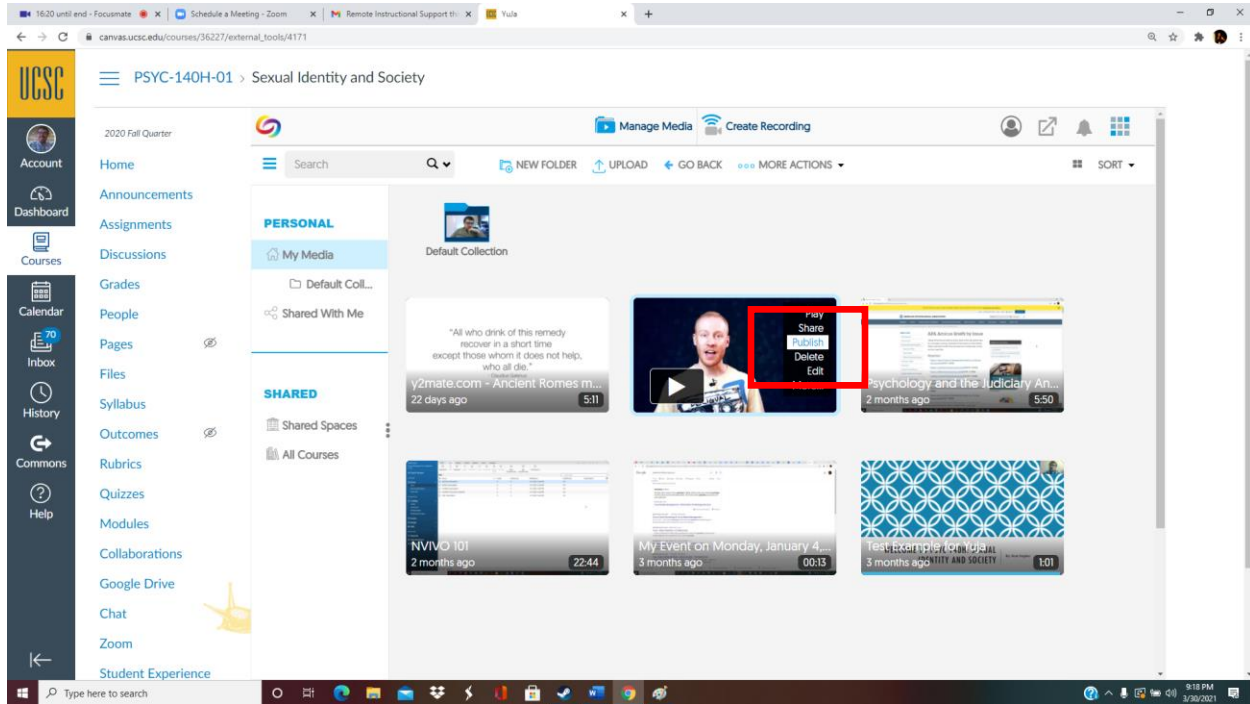 16:20 until end - Focusmate
Schedule a Meeting - Zoom
Remote Instructional Support thi
YuJa
canvas.ucsc.edu/courses/36227/external_tools/4171
UCSC
PSYC-140H-01 > Sexual Identity and Society
Account
Dashboard
Courses
Calendar
70
Inbox
History
Commons
Help
2020 Fall Quarter
Home
Announcements
Assignments
Discussions
Grades
People
Pages
Files
Syllabus
Outcomes
Rubrics
Quizzes
Modules
Collaborations
Google Drive
Chat
Zoom
Student Experience
Manage Media
Create Recording
Search
NEW FOLDER
UPLOAD
GO BACK
MORE ACTIONS
SORT
PERSONAL
My Media
Default Coll...
Shared With Me
SHARED
Shared Spaces
All Courses
Default Collection
"All who drink of this remedy
recover in a short time
except those whom it does not help,
who all die."
y2mate.com - Ancient Romes m...
22 days ago
5:11
Play
Share
Publish
Delete
Edit
More...
Psychology and the Judiciary An...
2 months ago
5:50
NVIVO 101
2 months ago
22:44
My Event on Monday, January 4,...
3 months ago
00:13
Test Example for Yuja
IDENTITY AND SOCIETY
3 months ago
1:01
Type here to search
9:18 PM
3/30/2021